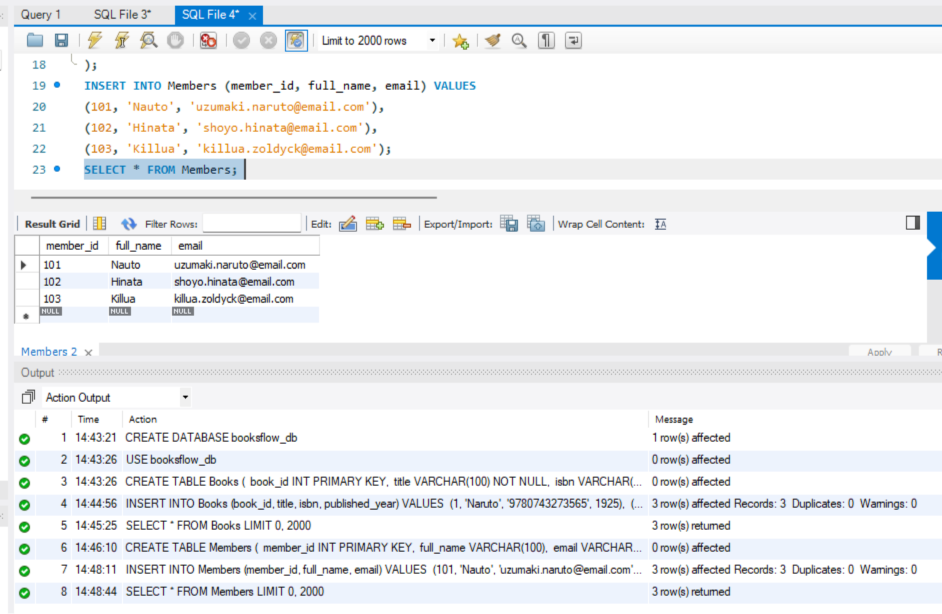 Query 1 SQL File 3* SQL File 4*
Limit to 2000 rows
18 );
19 INSERT INTO Members (member_id, full_name, email) VALUES
20 (101, 'Nauto', 'uzumaki.naruto@email.com'),
21 (102, 'Hinata', 'shoyo.hinata@email.com'),
22 (103, 'Killua', 'killua.zoldyck@email.com');
23 SELECT * FROM Members;
Result Grid Filter Rows: Edit: Export/Import: Wrap Cell Content:
member_id full_name email
101 Nauto uzumaki.naruto@email.com
102 Hinata shoyo.hinata@email.com
103 Killua killua.zoldyck@email.com
NULL NULL NULL
Members 2 Apply R
Output
Action Output
# Time Action Message
1 14:43:21 CREATE DATABASE booksflow_db 1 row(s) affected
2 14:43:26 USE booksflow_db 0 row(s) affected
3 14:43:26 CREATE TABLE Books ( book_id INT PRIMARY KEY, title VARCHAR(100) NOT NULL, isbn VARCHAR(... 0 row(s) affected
4 14:44:56 INSERT INTO Books (book_id, title, isbn, published_year) VALUES (1, 'Naruto', '9780743273565', 1925), (... 3 row(s) affected Records: 3 Duplicates: 0 Warnings: 0
5 14:45:25 SELECT * FROM Books LIMIT 0, 2000 3 row(s) returned
6 14:46:10 CREATE TABLE Members ( member_id INT PRIMARY KEY, full_name VARCHAR(100), email VARCHAR... 0 row(s) affected
7 14:48:11 INSERT INTO Members (member_id, full_name, email) VALUES (101, 'Nauto', 'uzumaki.naruto@email.com'... 3 row(s) affected Records: 3 Duplicates: 0 Warnings: 0
8 14:48:44 SELECT * FROM Members LIMIT 0, 2000 3 row(s) returned